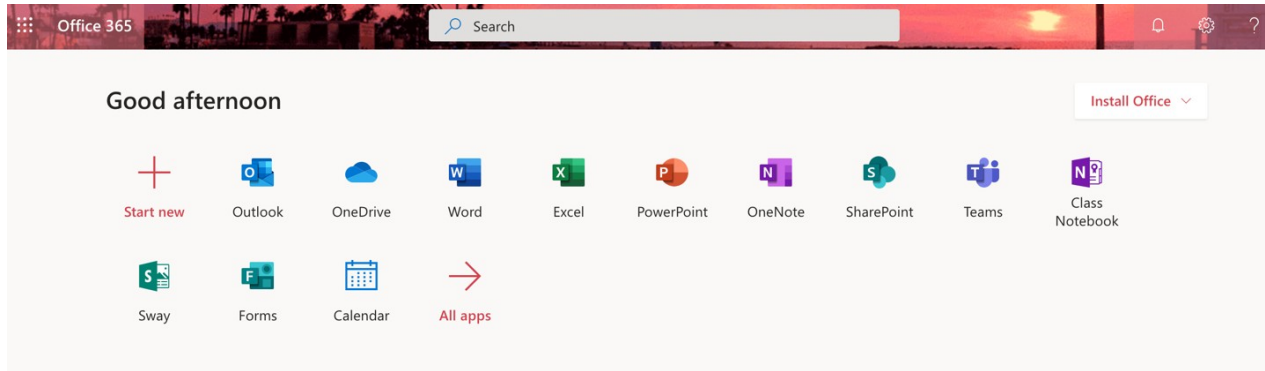 Office 365
Search
?
Good afternoon
Install Office
Start new
Outlook
OneDrive
Word
Excel
PowerPoint
OneNote
SharePoint
Teams
Class
Notebook
Sway
Forms
Calendar
All apps